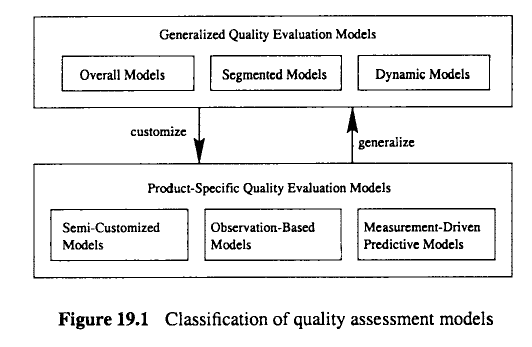 Generalized Quality Evaluation Models
Overall Models
Segmented Models
Dynamic Models
customize
generalize
Product-Specific Quality Evaluation Models
Semi-Customized
Models
Observation-Based
Models
Measurement-Driven
Predictive Models
Figure 19.1 Classification of quality assessment models